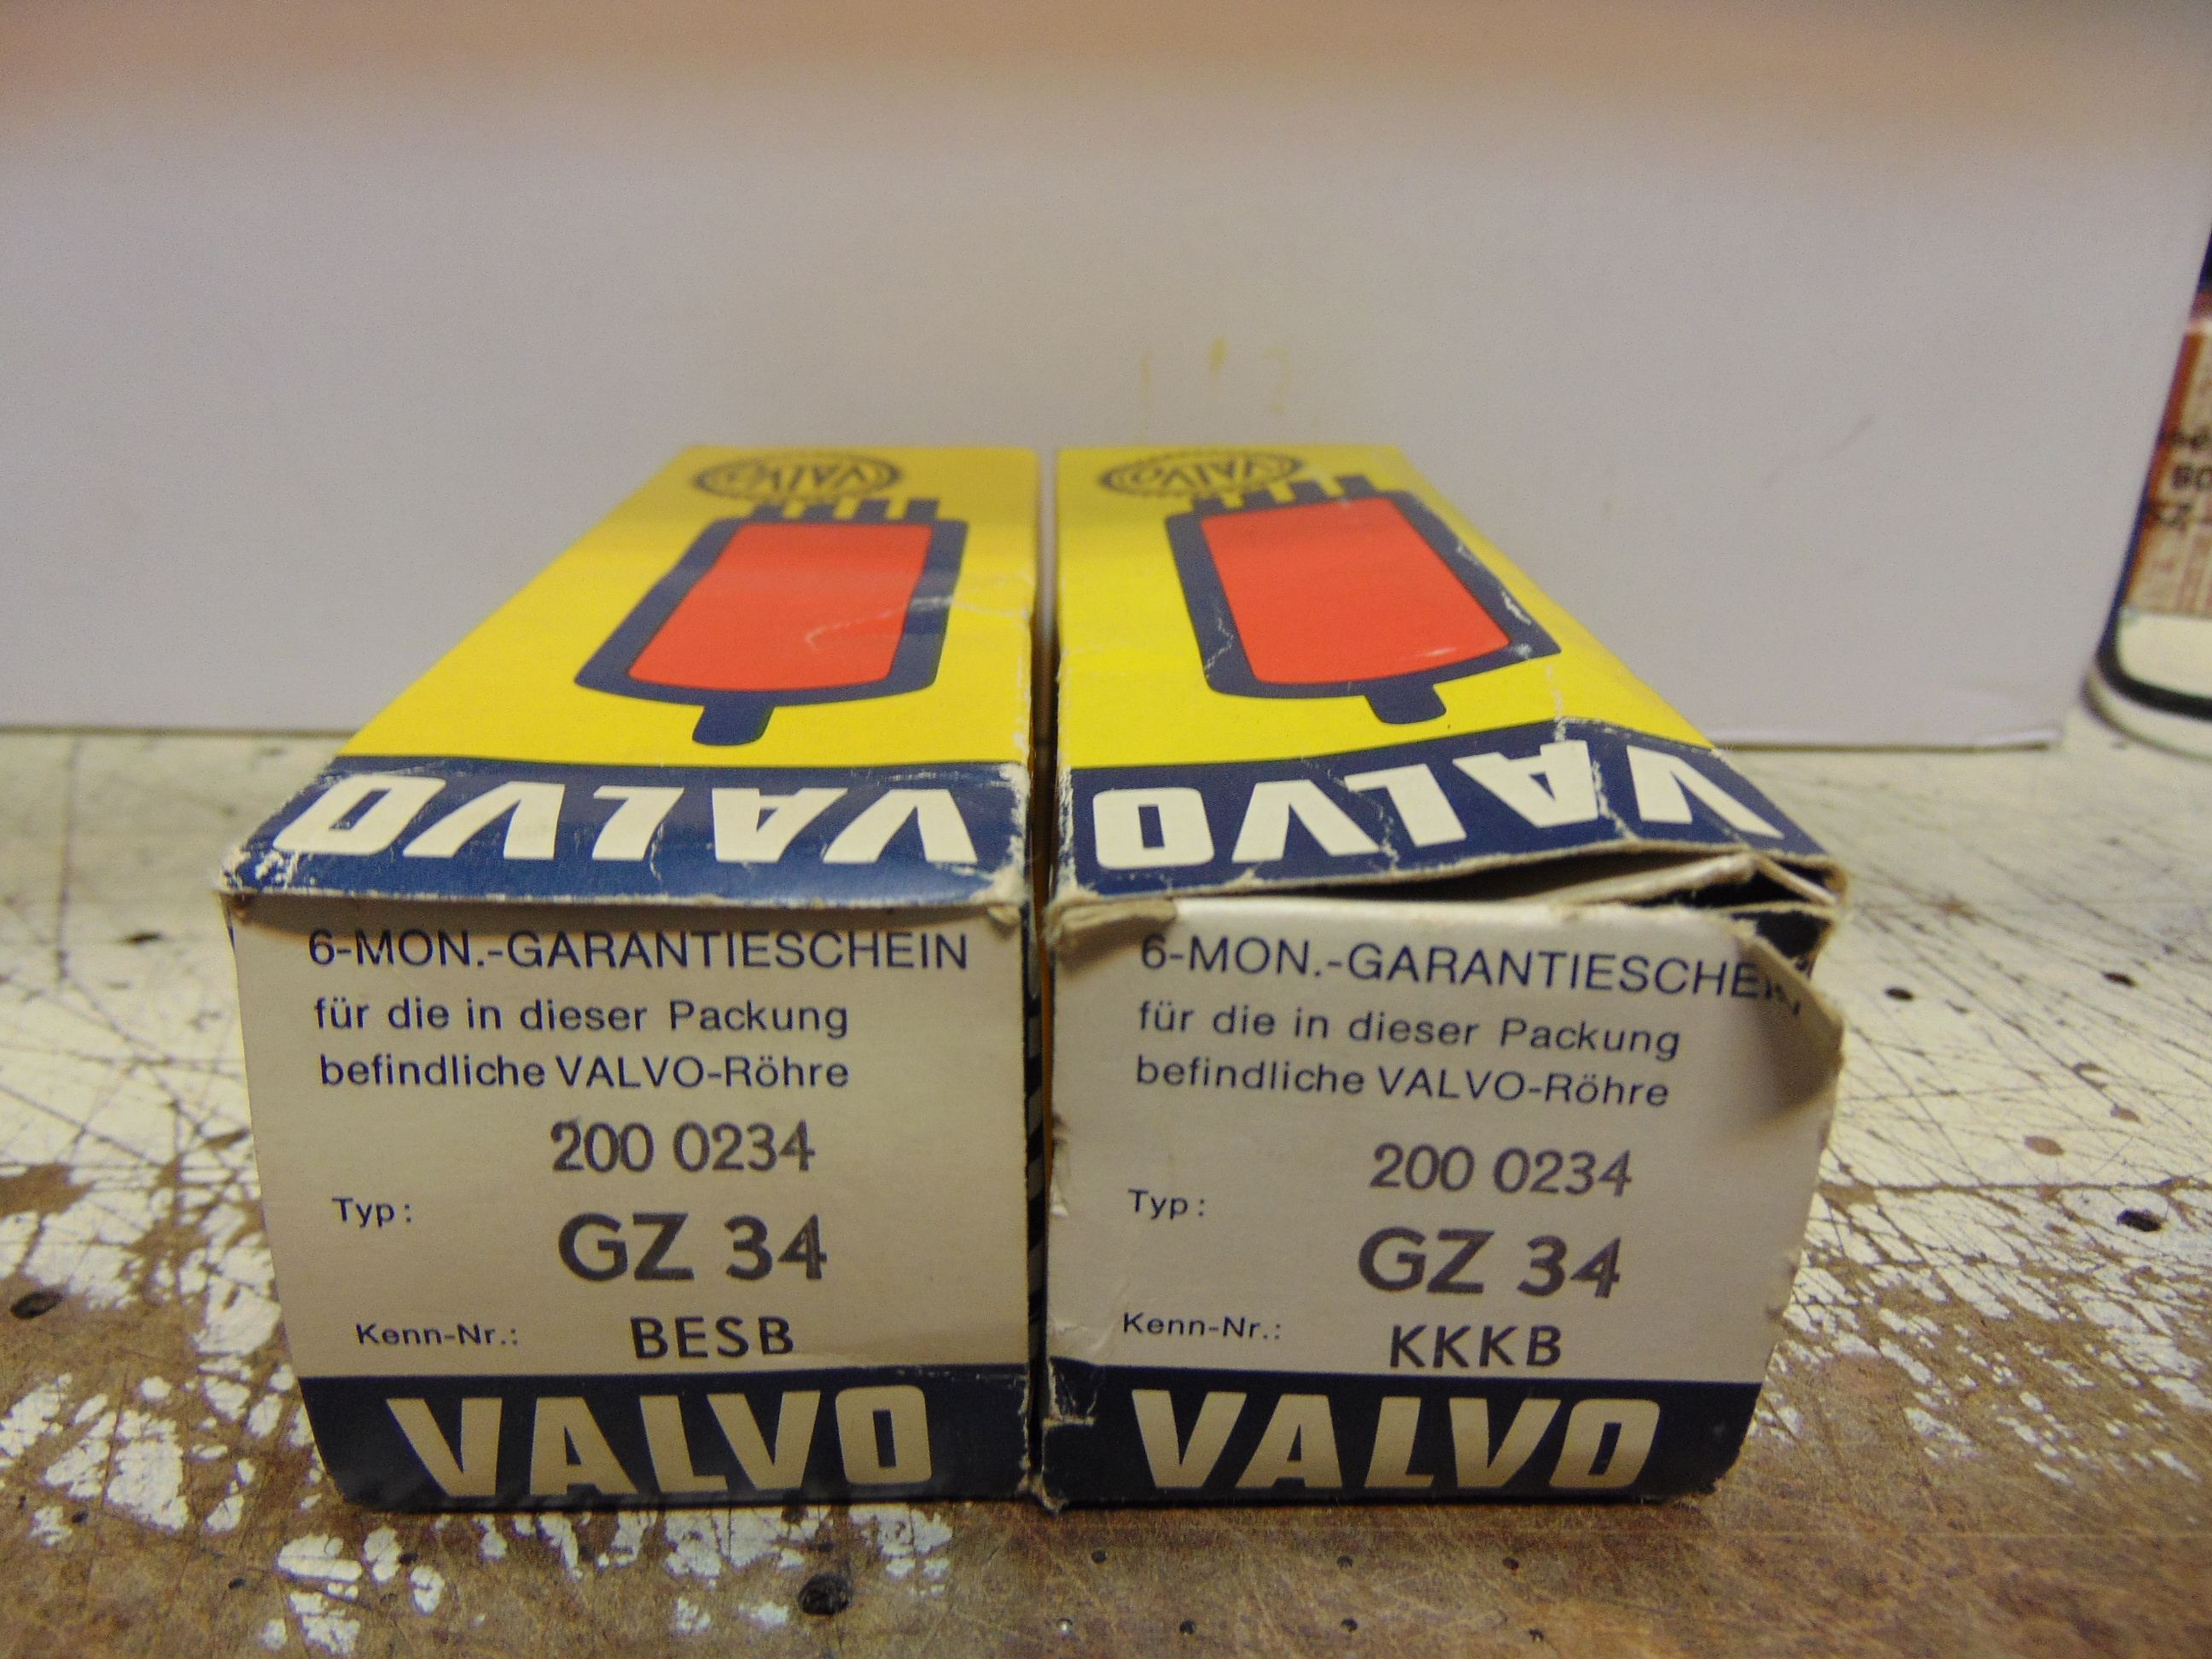 VALVO
VALVO
6-MON.-GARANTIESCHEIN
für die in dieser Packung
befindliche VALVO-Röhre
200 0234
Typ:
GZ 34
Kenn-Nr.: BESB
VALVO
VALVO
VALVO
6-MON.-GARANTIESCHEIN
für die in dieser Packung
befindliche VALVO-Röhre
200 0234
Typ:
GZ 34
Kenn-Nr.: KKKB
VALVO